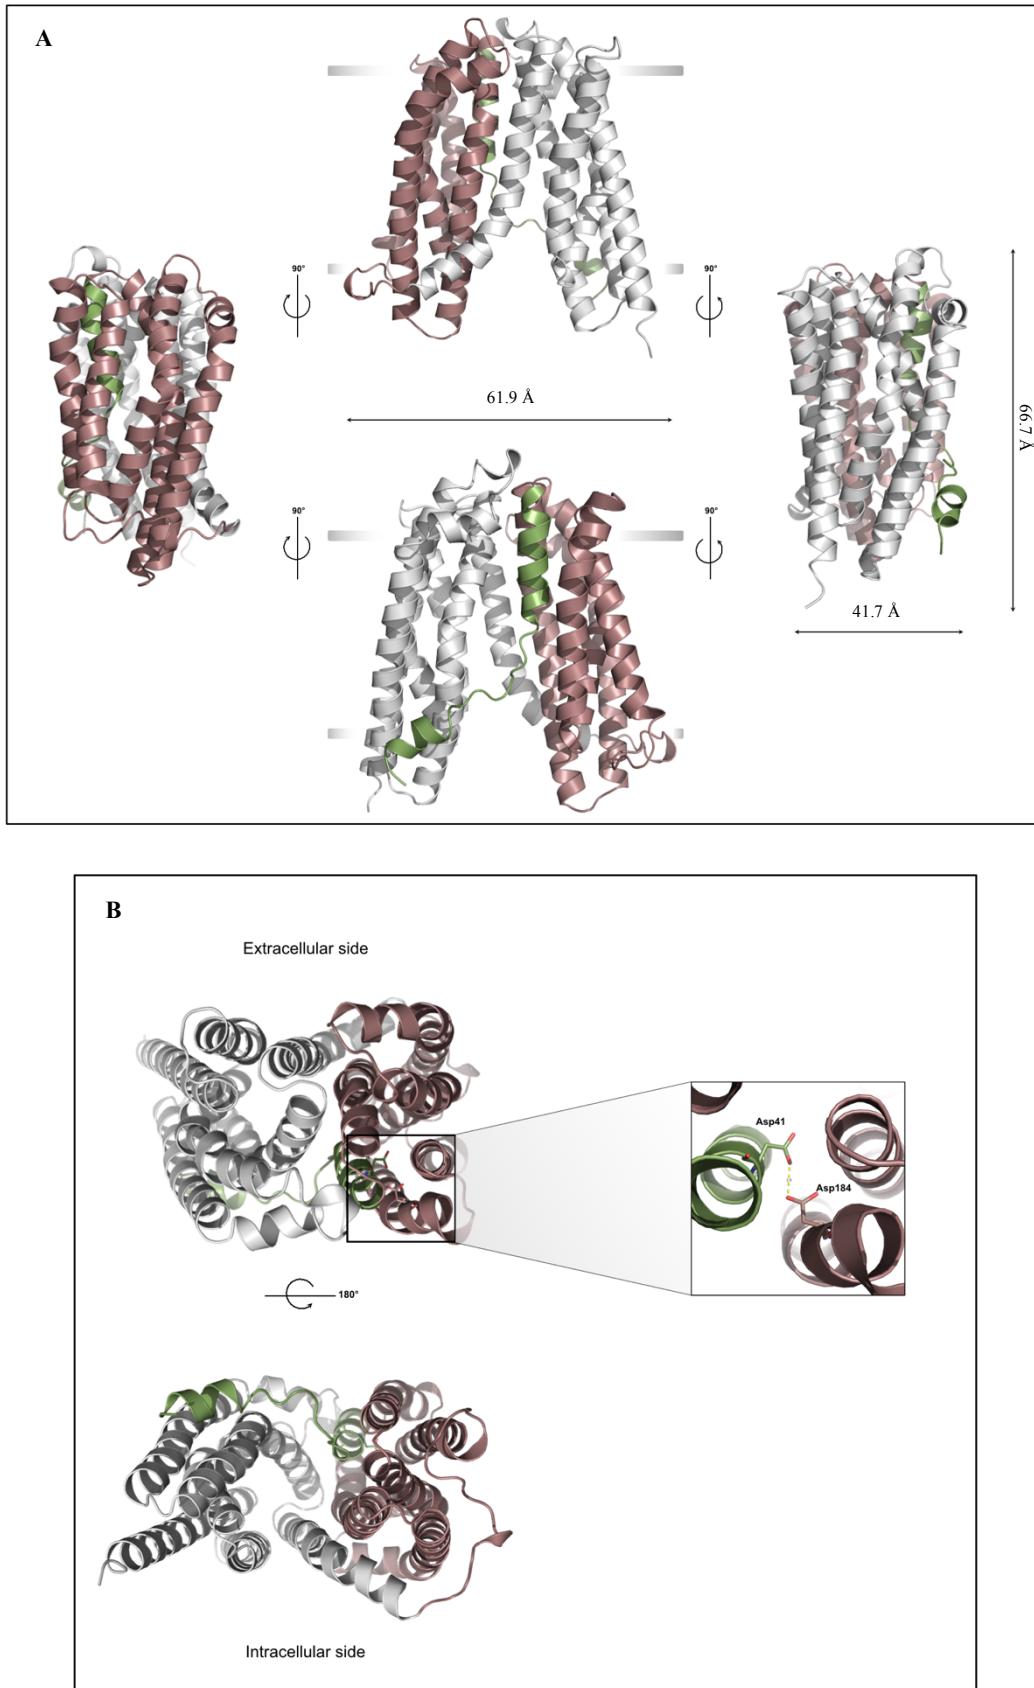 A
90°
90°
61.9 Å
66.7 Å
90°
90°
41.7 Å
B
Extracellular side
Asp41
Asp184
180°
Intracellular side